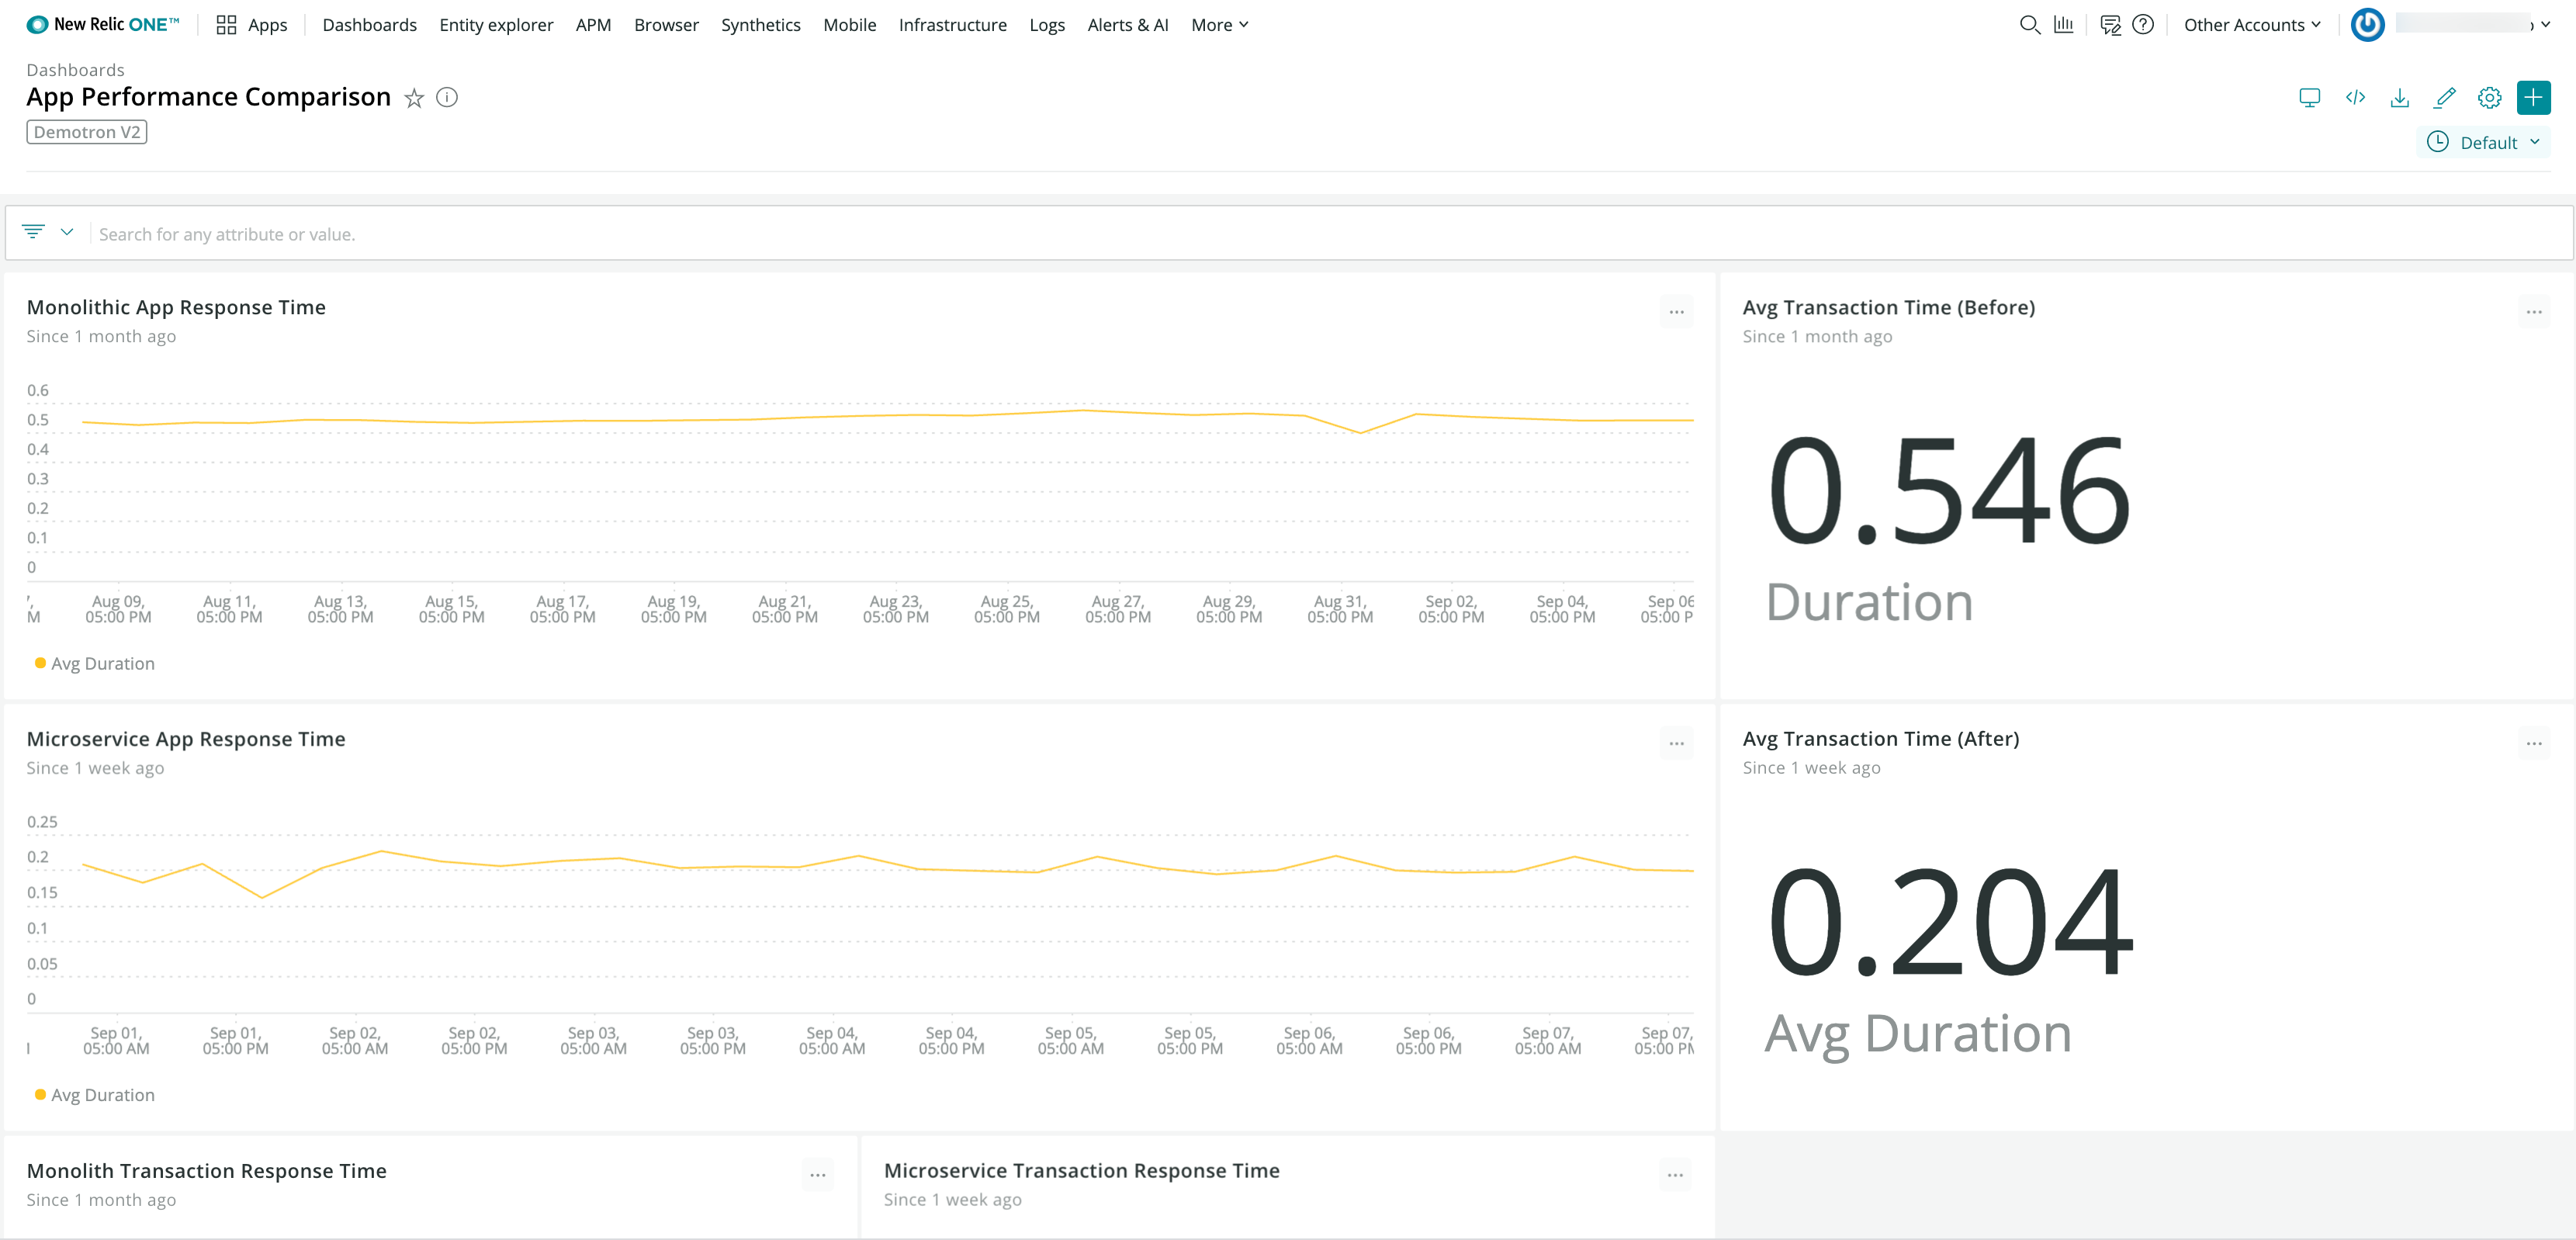 New Relic ONE™ Apps Dashboards Entity explorer APM Browser Synthetics Mobile Infrastructure Logs Alerts & AI More Other Accounts
Dashboards
App Performance Comparison
Demotron V2
Default
Search for any attribute or value.
Monolithic App Response Time
Since 1 month ago
0.6
0.5
0.4
0.3
0.2
0.1
0
Aug 09, Aug 11, Aug 13, Aug 15, Aug 17, Aug 19, Aug 21, Aug 23, Aug 25, Aug 27, Aug 29, Aug 31, Sep 02, Sep 04, Sep 06
M 05:00 PM 05:00 PM 05:00 PM 05:00 PM 05:00 PM 05:00 PM 05:00 PM 05:00 PM 05:00 PM 05:00 PM 05:00 PM 05:00 PM 05:00 PM 05:00 PM 05:00 P
Avg Duration
Avg Transaction Time (Before)
Since 1 month ago
0.546
Duration
Microservice App Response Time
Since 1 week ago
0.25
0.2
0.15
0.1
0.05
0
Sep 01, Sep 01, Sep 02, Sep 02, Sep 03, Sep 03, Sep 04, Sep 04, Sep 05, Sep 05, Sep 06, Sep 06, Sep 07, Sep 07,
05:00 AM 05:00 PM 05:00 AM 05:00 PM 05:00 AM 05:00 PM 05:00 AM 05:00 PM 05:00 AM 05:00 PM 05:00 AM 05:00 PM 05:00 AM 05:00 PM
Avg Duration
Avg Transaction Time (After)
Since 1 week ago
0.204
Avg Duration
Monolith Transaction Response Time
Since 1 month ago
Microservice Transaction Response Time
Since 1 week ago